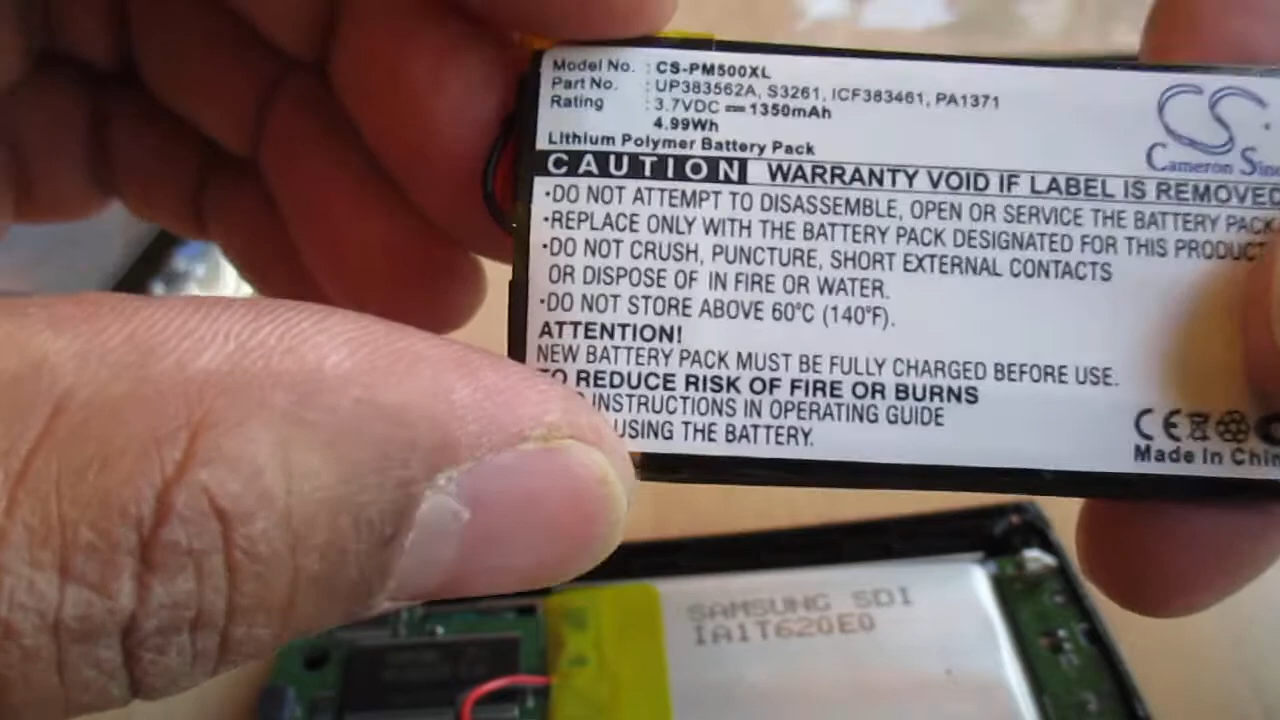 Model No. : CS-PM500XL
Part No. : UP383562A, S3261, ICF383461, PA1371
Rating : 3.7VDC ⎓ 1350mAh
4.99Wh
Lithium Polymer Battery Pack
CS
Cameron
CAUTION WARRANTY VOID IF LABEL IS REMOVED
·DO NOT ATTEMPT TO DISASSEMBLE, OPEN OR SERVICE THE BATTERY PACK
·REPLACE ONLY WITH THE BATTERY PACK DESIGNATED FOR THIS PRODUCT
·DO NOT CRUSH, PUNCTURE, SHORT EXTERNAL CONTACTS
OR DISPOSE OF IN FIRE OR WATER.
·DO NOT STORE ABOVE 60°C (140°F).
ATTENTION!
NEW BATTERY PACK MUST BE FULLY CHARGED BEFORE USE.
TO REDUCE RISK OF FIRE OR BURNS
INSTRUCTIONS IN OPERATING GUIDE
USING THE BATTERY.
CE
Made in
SAMSUNG SDI
IA1T620E0